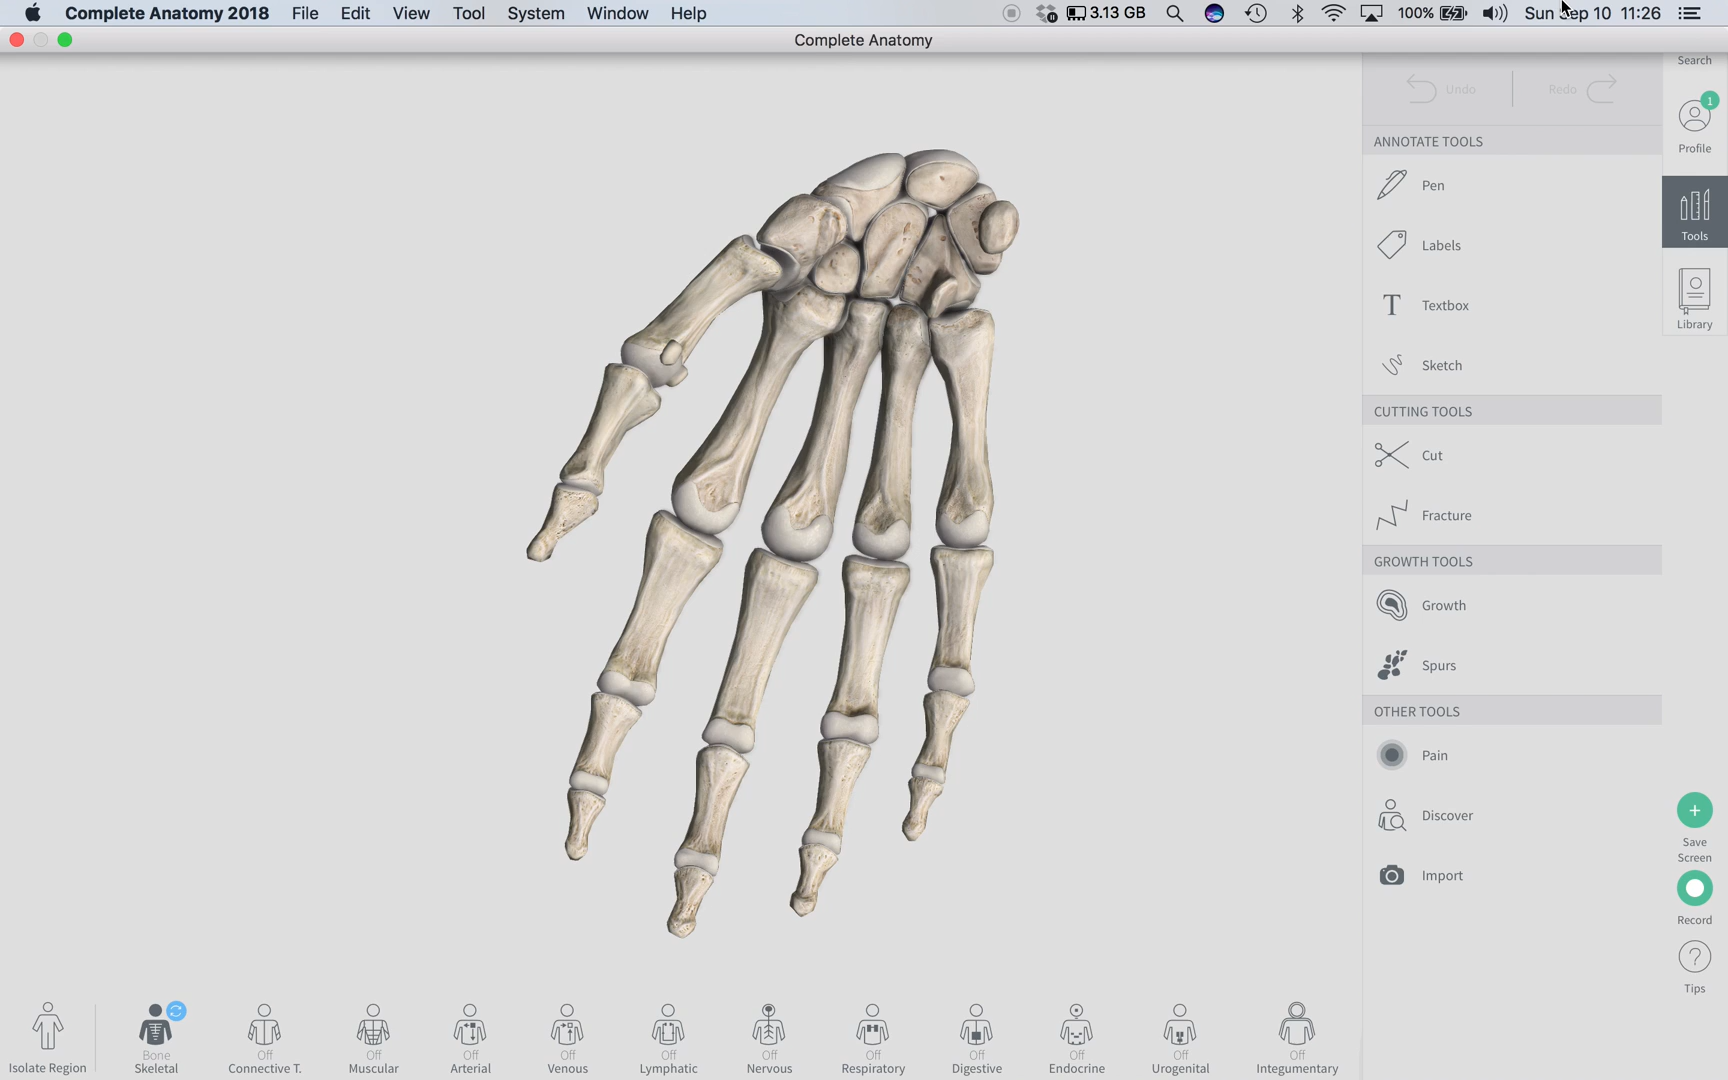 Complete Anatomy 2018 File Edit View Tool System Window Help 3.13 GB 100% Sun Sep 10 11:26
Complete Anatomy
Search
Undo Redo
1
Profile
ANNOTATE TOOLS
Pen
Labels
Textbox
Sketch
Tools
Library
CUTTING TOOLS
Cut
Fracture
GROWTH TOOLS
Growth
Spurs
OTHER TOOLS
Pain
Discover
Import
Save
Screen
Record
Tips
Isolate Region
Bone
Skeletal
Off
Connective T.
Off
Muscular
Off
Arterial
Off
Venous
Off
Lymphatic
Off
Nervous
Off
Respiratory
Off
Digestive
Off
Endocrine
Off
Urogenital
Off
Integumentary